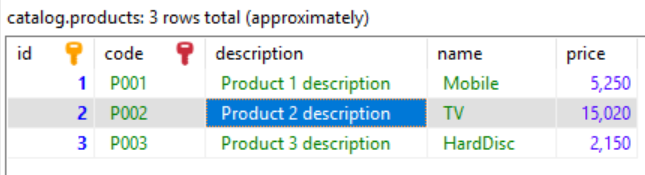 catalog.products: 3 rows total (approximately)
id code description name price
1 P001 Product 1 description Mobile 5,250
2 P002 Product 2 description TV 15,020
3 P003 Product 3 description HardDisc 2,150